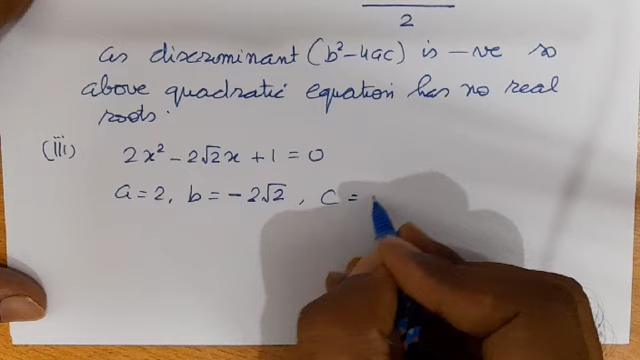 2
as discriminant (b²-4ac) is -ve so
above quadratic equation has no real
roots.
(iii) 2x² - 2√2x + 1 = 0
a = 2, b = -2√2, c =